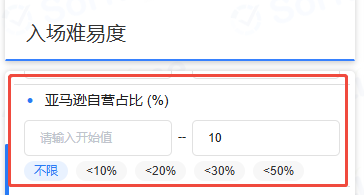 入场难易度
亚马逊自营占比 (%)
请输入开始值 -- 10
不限 <10% <20% <30% <50%